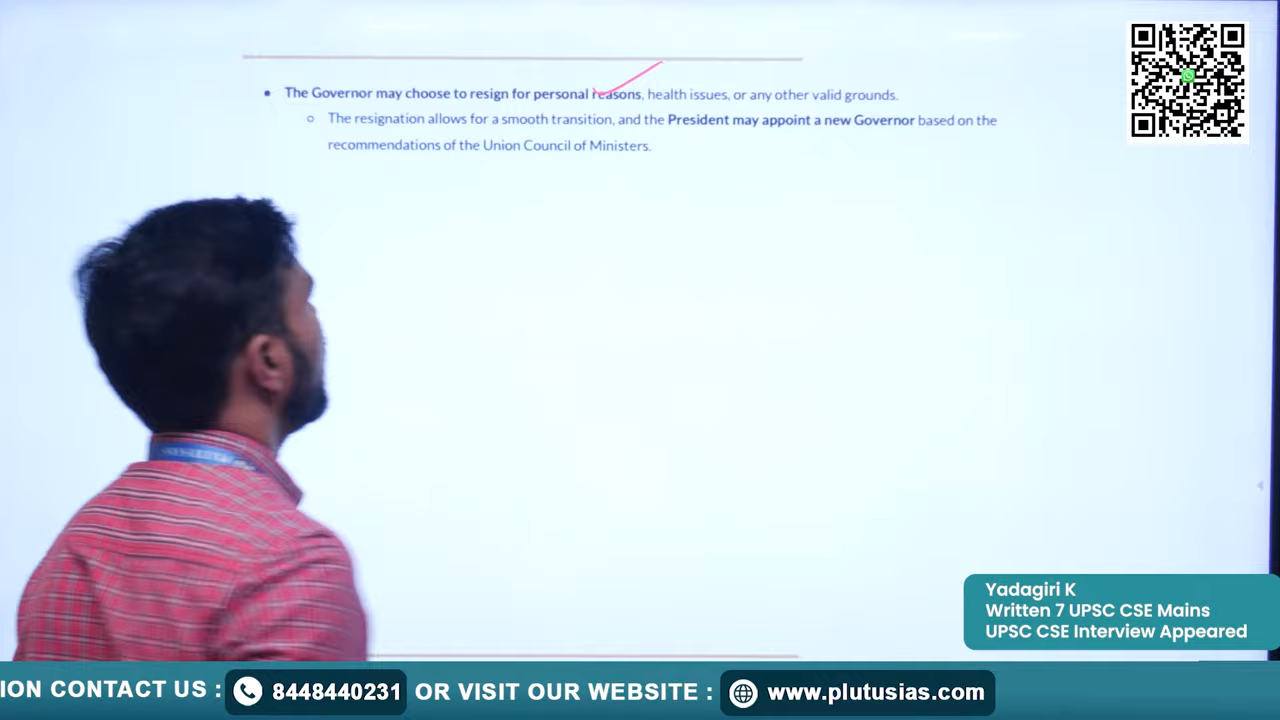 • The Governor may choose to resign for personal reasons, health issues, or any other valid grounds.
○ The resignation allows for a smooth transition, and the President may appoint a new Governor based on the
recommendations of the Union Council of Ministers.
Yadagiri K
Written 7 UPSC CSE Mains
UPSC CSE Interview Appeared
ION CONTACT US : 8448440231 OR VISIT OUR WEBSITE : www.plutusias.com